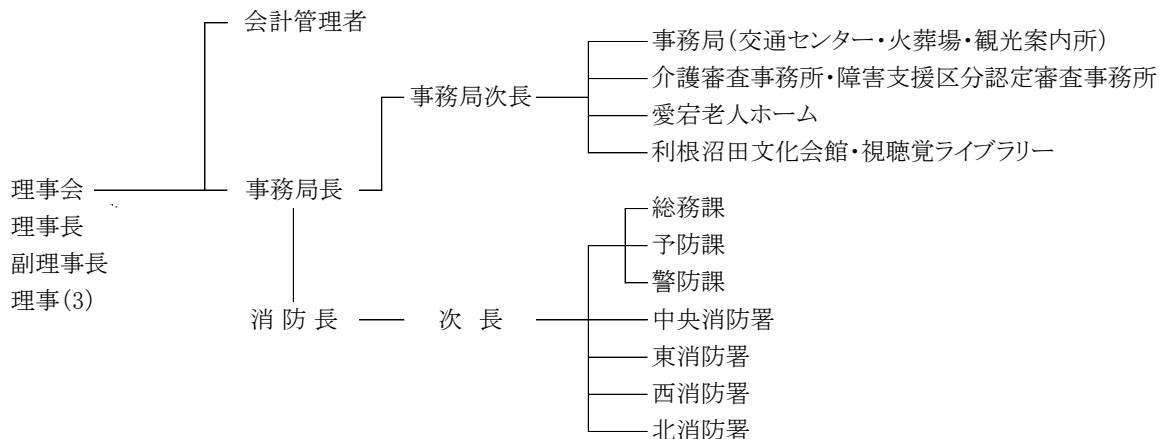 会計管理者
事務局(交通センター・火葬場・観光案内所)
介護審査事務所・障害支援区分認定審査事務所
事務局次長
愛宕老人ホーム
利根沼田文化会館・視聴覚ライブラリー
理事会
事務局長
理事長
副理事長
理事(3)
総務課
予防課
警防課
消防長
次 長
中央消防署
東消防署
西消防署
北消防署